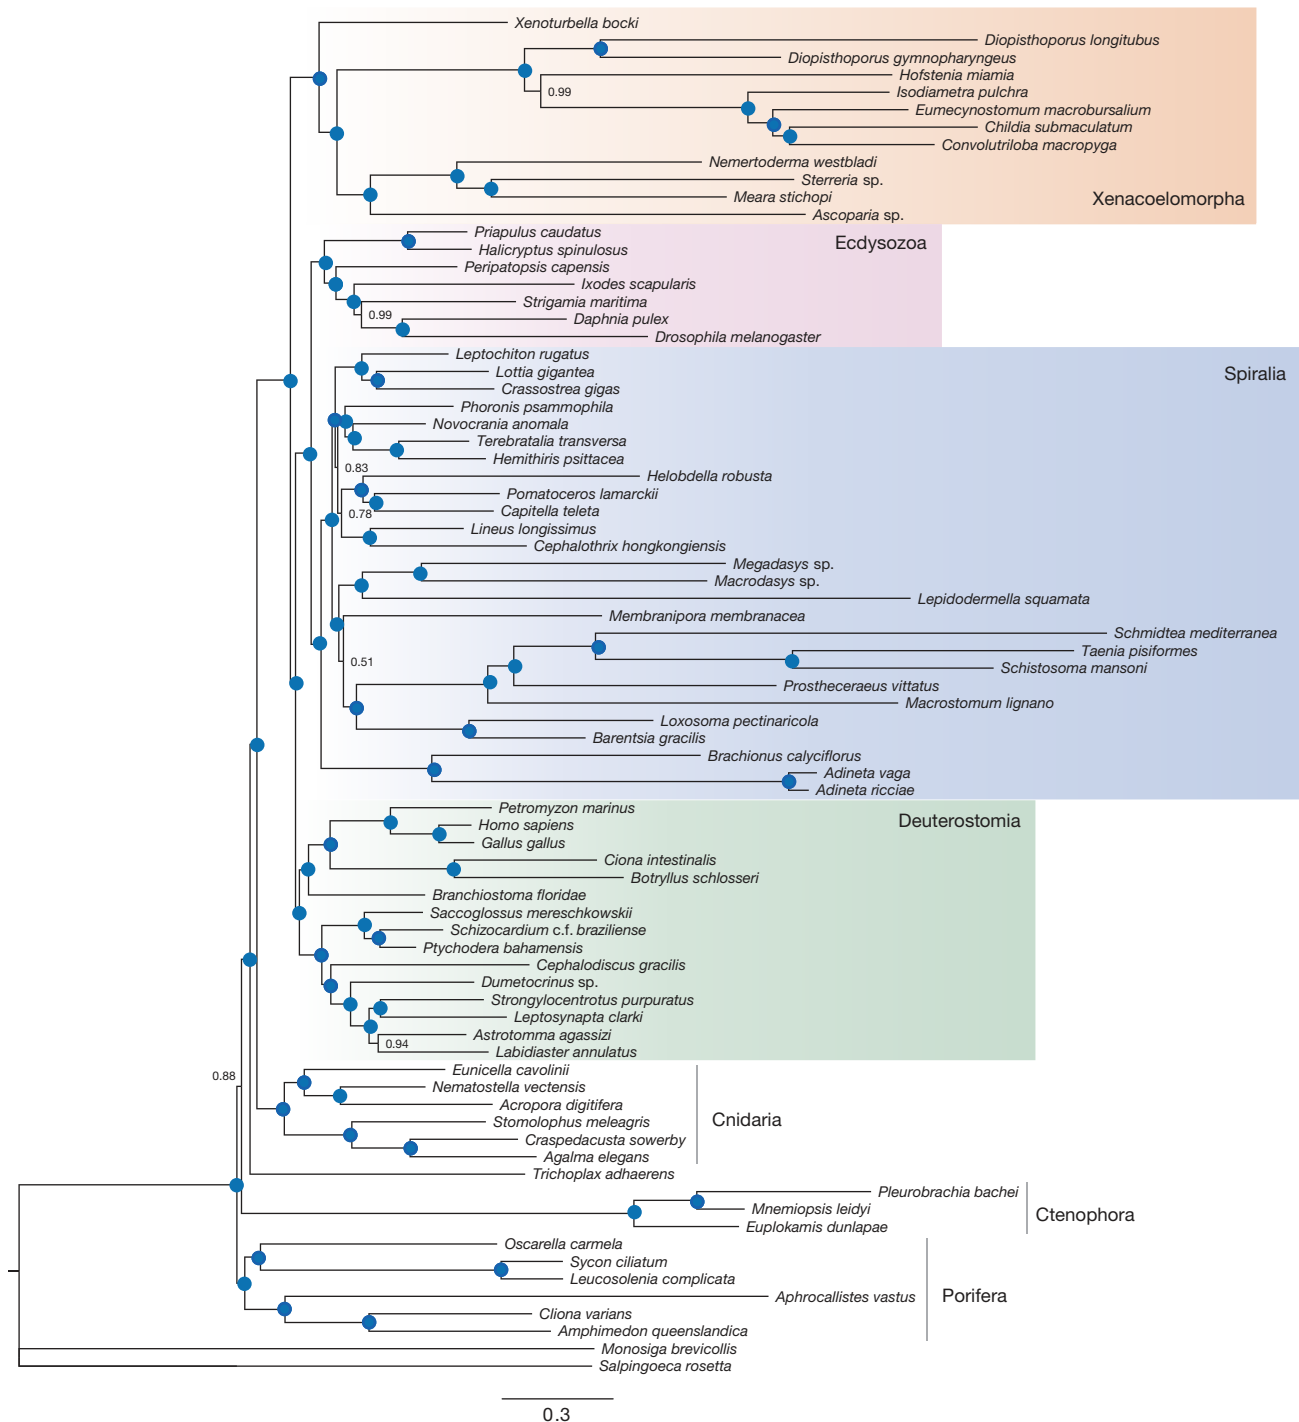 Xenoturbella bocki
Diopisthoporus longitubus
Diopisthoporus gymnopharyngeus
Hofstenia miamia
0.99
Isodiametra pulchra
Eumecynostomum macrobursalium
Childia submaculatum
Convolutriloba macropyga
Nemertoderma westbladi
Sterreria sp.
Meara stichopi
Xenacoelomorpha
Ascoparia sp.
Priapulus caudatus
Ecdysozoa
Halicryptus spinulosus
Peripatopsis capensis
Ixodes scapularis
Strigamia maritima
0.99
Daphnia pulex
Drosophila melanogaster
Leptochiton rugatus
Lottia gigantea
Spiralia
Crassostrea gigas
Phoronis psammophila
Novocrania anomala
Terebratalia transversa
Hemithiris psittacea
0.83
Helobdella robusta
Pomatoceros lamarckii
Capitella teleta
0.78
Lineus longissimus
Cephalothrix hongkongiensis
Megadasys sp.
Macrodasys sp.
Lepidodermella squamata
Membranipora membranacea
Schmidtea mediterranea
Taenia pisiformes
0.51
Schistosoma mansoni
Prostheceraeus vittatus
Macrostomum lignano
Loxosoma pectinaricola
Barentsia gracilis
Brachionus calyciflorus
Adineta vaga
Adineta ricciae
Petromyzon marinus
Deuterostomia
Homo sapiens
Gallus gallus
Ciona intestinalis
Botryllus schlosseri
Branchiostoma floridae
Saccoglossus mereschkowskii
Schizocardium c.f. braziliense
Ptychodera bahamensis
Cephalodiscus gracilis
Dumetocrinus sp.
Strongylocentrotus purpuratus
Leptosynapta clarki
Astrotomma agassizi
0.94
Labidiaster annulatus
Eunicella cavolinii
0.88
Nematostella vectensis
Acropora digitifera
Cnidaria
Stomolophus meleagris
Craspedacusta sowerby
Agalma elegans
Trichoplax adhaerens
Pleurobrachia bachei
Mnemiopsis leidyi
Ctenophora
Euplokamis dunlapae
Oscarella carmela
Sycon ciliatum
Leucosolenia complicata
Aphrocallistes vastus
Porifera
Cliona varians
Amphimedon queenslandica
Monosiga brevicollis
Salpingoeca rosetta
0.3